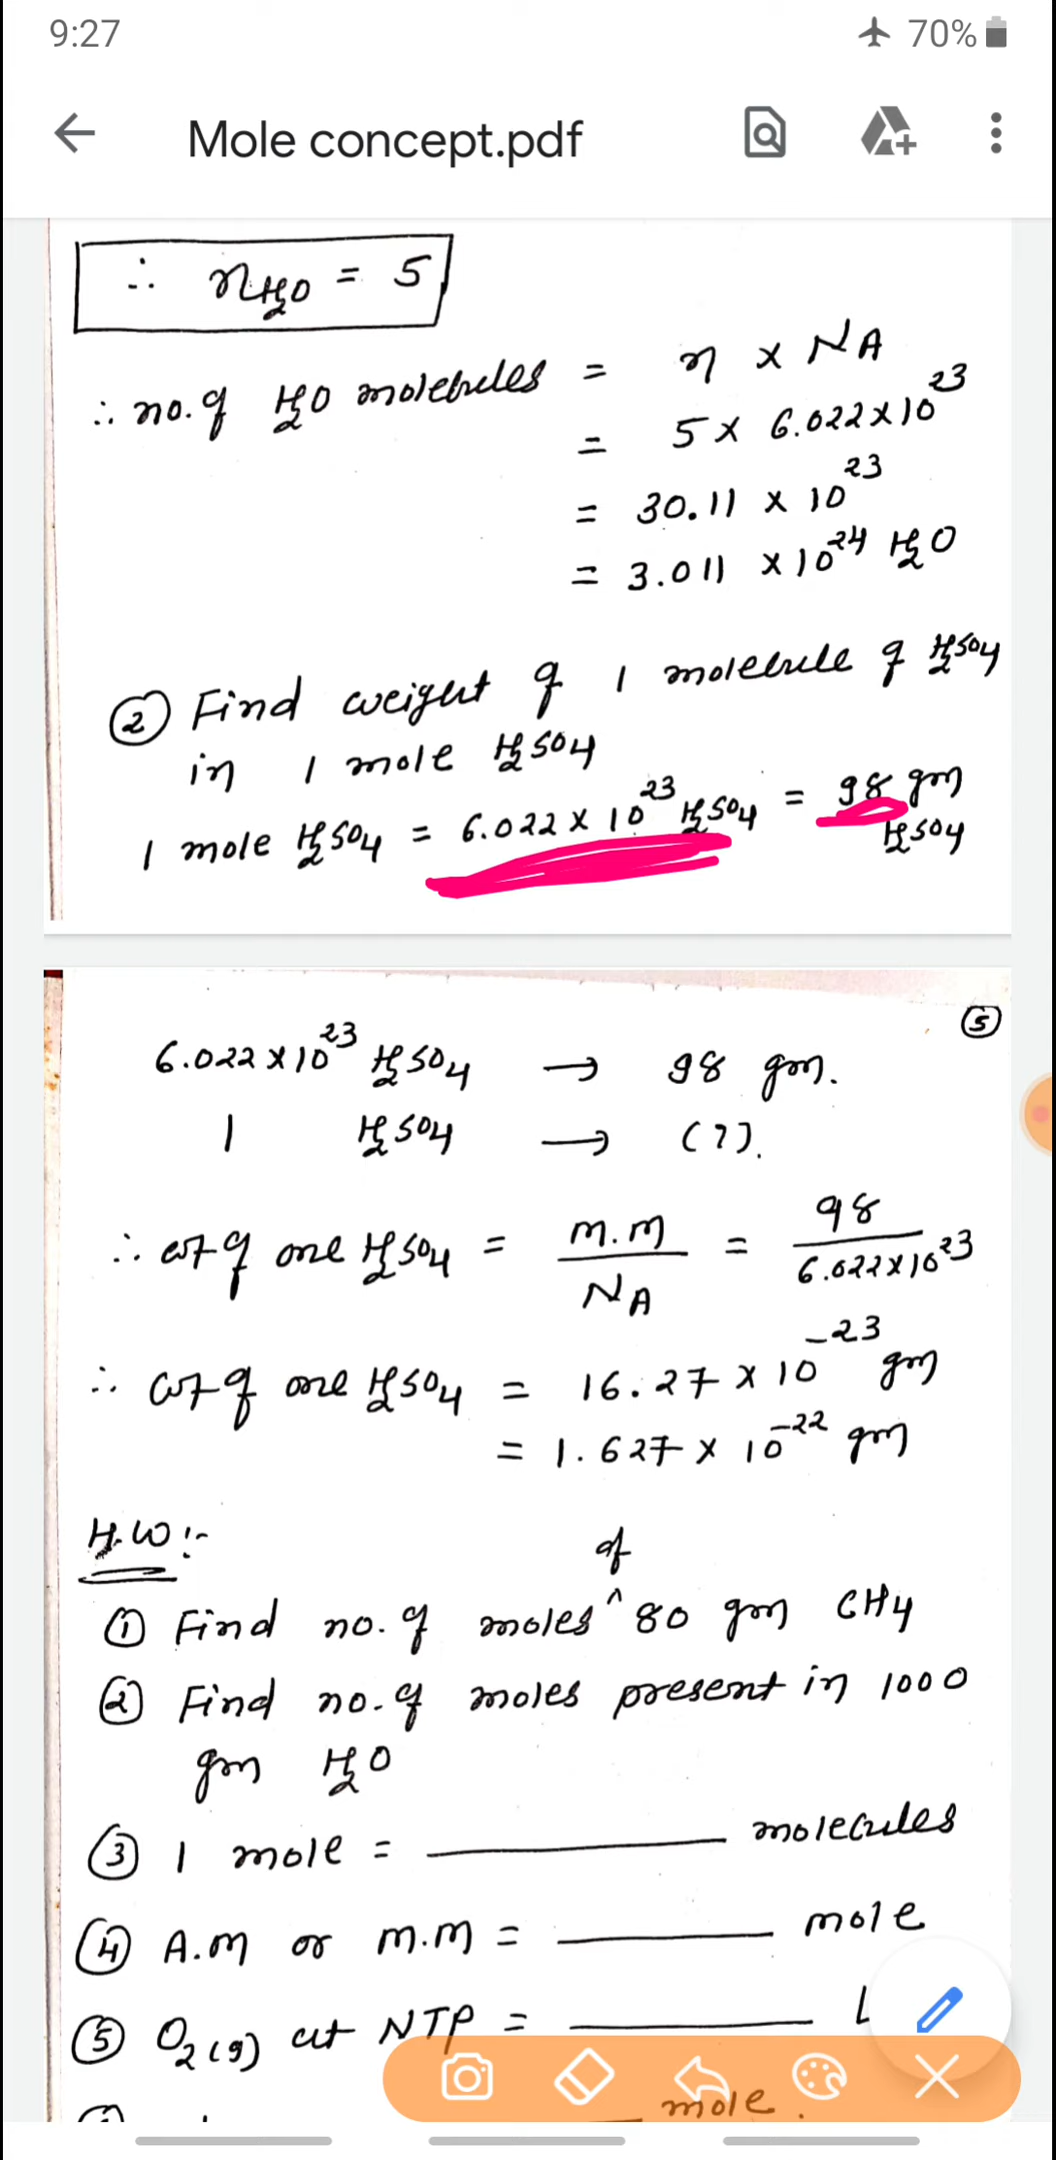 9:27
70%
Mole concept.pdf
∴ nH2O = 5
∴ no. of H2O molecules = n × NA
= 5 × 6.022 × 10^23
= 30.11 × 10^23
= 3.011 × 10^24 H2O
② Find weight of 1 molecule of H2SO4
in 1 mole H2SO4
1 mole H2SO4 = 6.022 × 10^23 H2SO4 = 98 gm
H2SO4
⑤
6.022 × 10^23 H2SO4 → 98 gm.
1 H2SO4 → (?).
∴ wt of one H2SO4 = M.M / NA = 98 / 6.022 × 10^23
∴ wt of one H2SO4 = 16.27 × 10^-23 gm
= 1.627 × 10^-22 gm
H.W :-
① Find no. of moles ^of 80 gm CH4
② Find no. of moles present in 1000
gm H2O
③ 1 mole = ________ molecules
④ A.M or M.M = ________ mole
⑤ O2(g) at NTP = ________ L
________ mole.